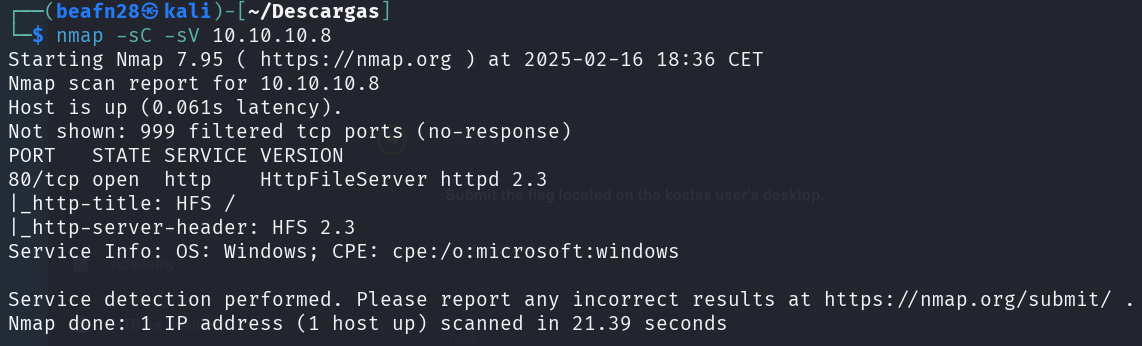 ┌──(beafn28㉿kali)-[~/Descargas]
└─$ nmap -sC -sV 10.10.10.8
Starting Nmap 7.95 ( https://nmap.org ) at 2025-02-16 18:36 CET
Nmap scan report for 10.10.10.8
Host is up (0.061s latency).
Not shown: 999 filtered tcp ports (no-response)
PORT   STATE SERVICE VERSION
80/tcp open  http    HttpFileServer httpd 2.3
Submit the flag located on the kostas user's desktop.
|_http-title: HFS /
|_http-server-header: HFS 2.3
Service Info: OS: Windows; CPE: cpe:/o:microsoft:windows
Academy
Service detection performed. Please report any incorrect results at https://nmap.org/submit/ .
Nmap done: 1 IP address (1 host up) scanned in 21.39 seconds